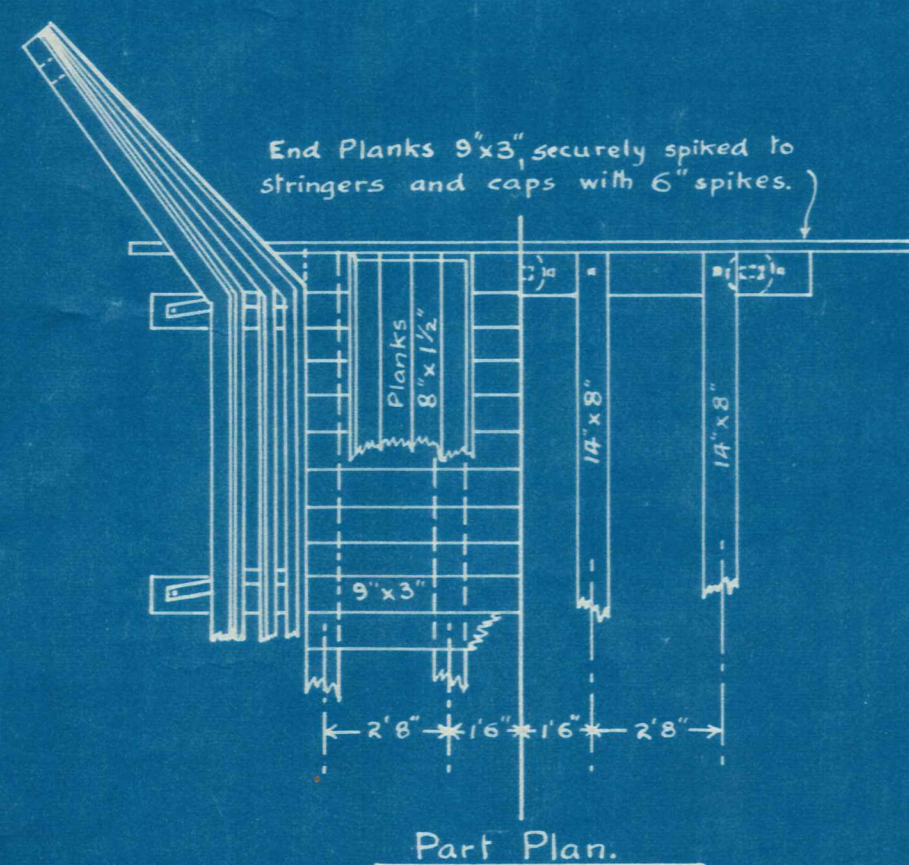 End Planks 9"x3", securely spiked to
stringers and caps with 6" spikes.
Planks
8" x 1½"
14" x 8"
14" x 8"
9" x 3"
2'8"
1'6"
1'6"
2'8"
Part Plan.